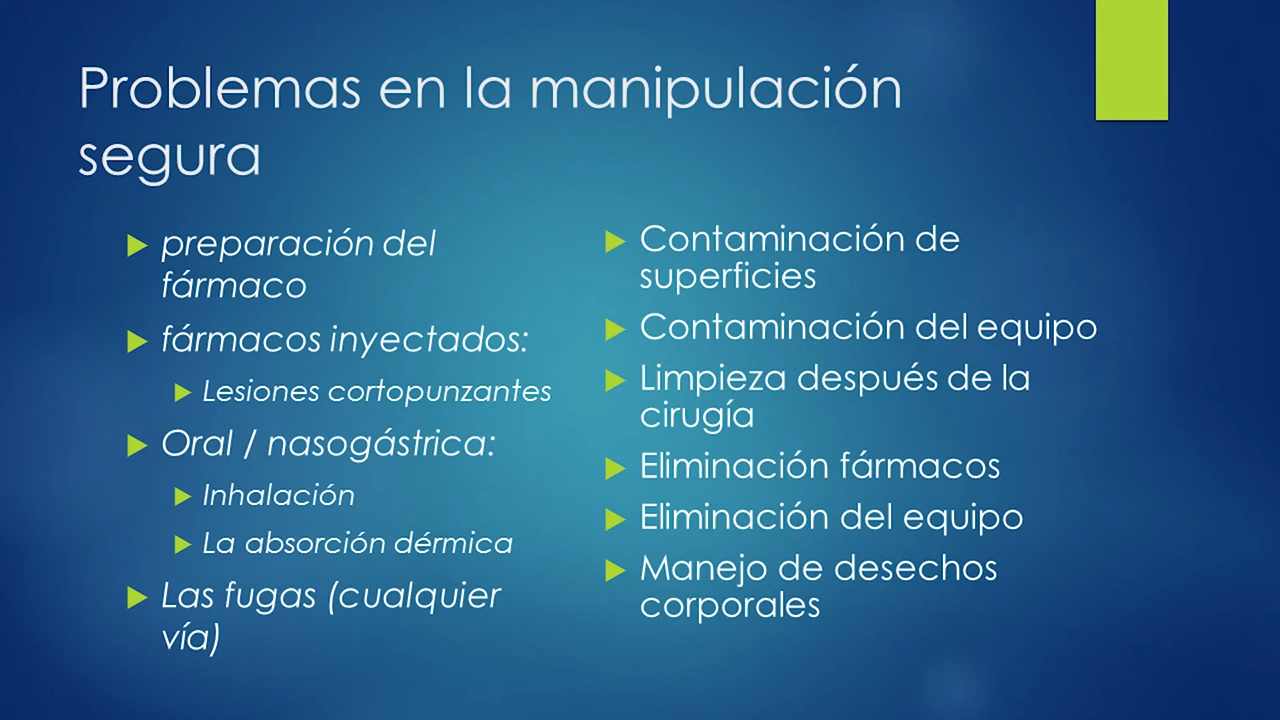 Problemas en la manipulación
segura
preparación del
fármaco
fármacos inyectados:
Lesiones cortopunzantes
Oral / nasogástrica:
Inhalación
La absorción dérmica
Las fugas (cualquier
vía)
Contaminación de
superficies
Contaminación del equipo
Limpieza después de la
cirugía
Eliminación fármacos
Eliminación del equipo
Manejo de desechos
corporales